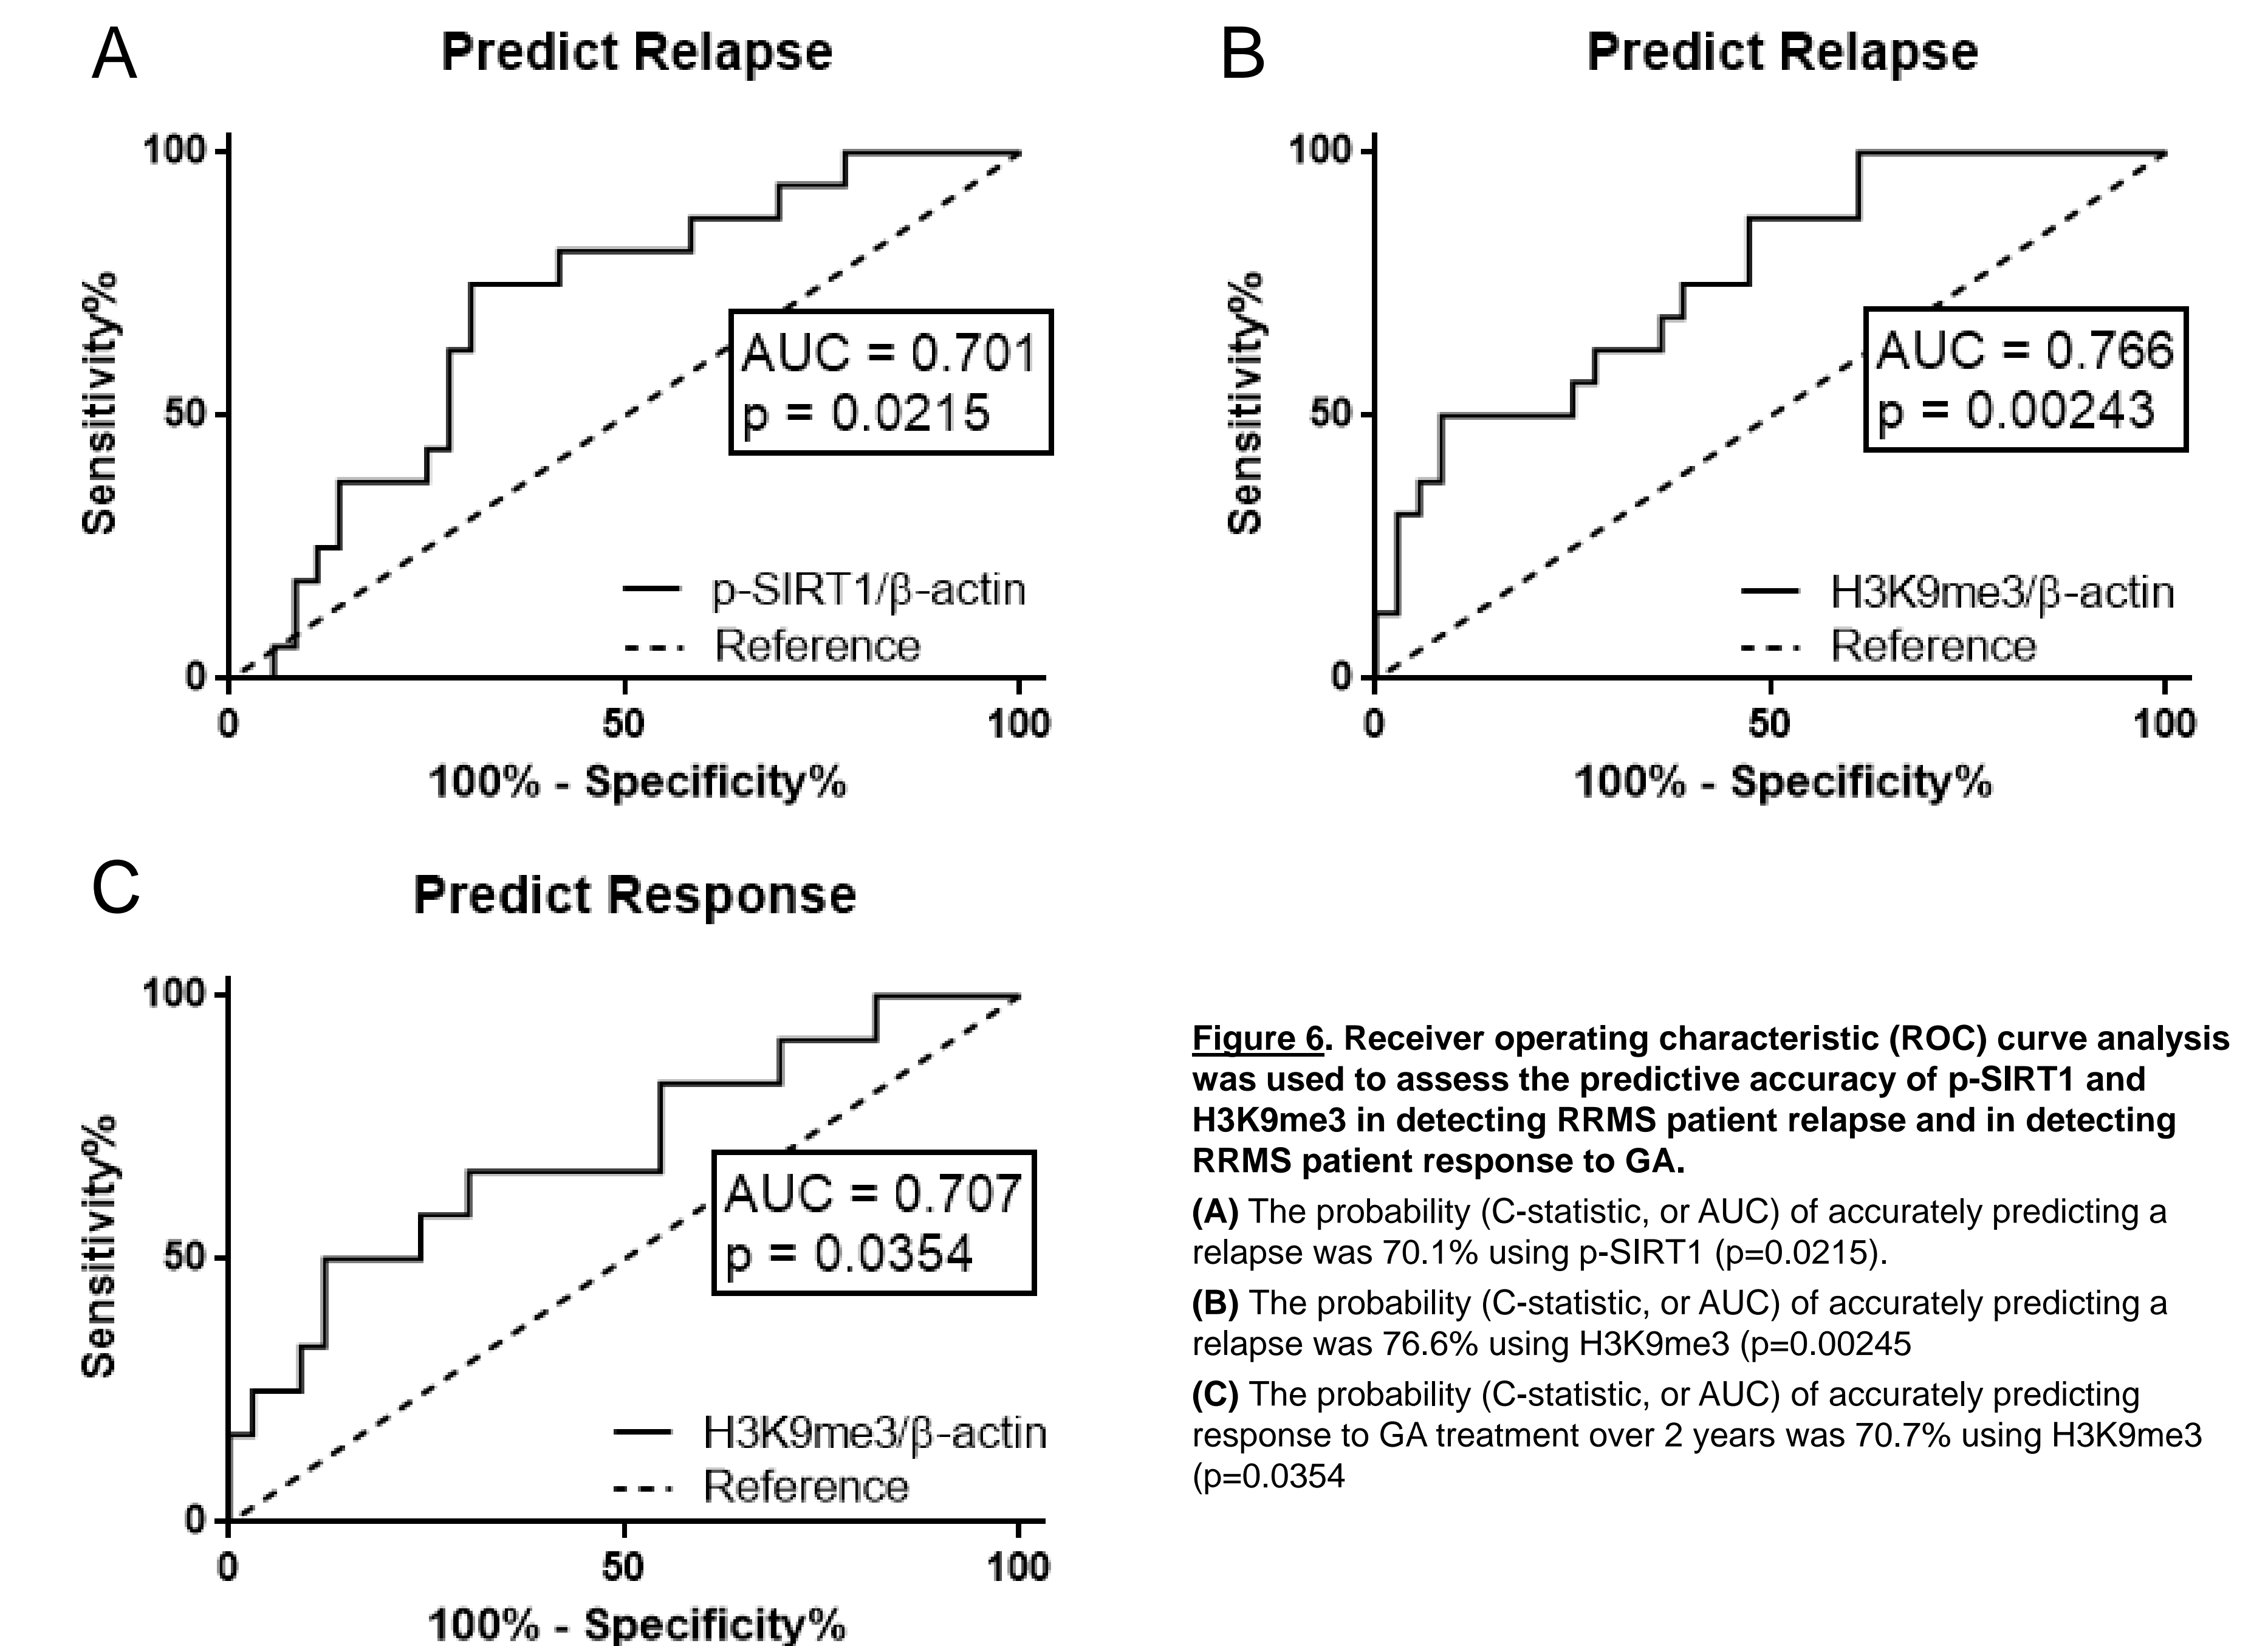 A
Predict Relapse
100
50
0
Sensitivity%
AUC = 0.701
p = 0.0215
p-SIRT1/β-actin
Reference
0
50
100
100% - Specificity%
B
Predict Relapse
100
50
0
Sensitivity%
AUC = 0.766
p = 0.00243
H3K9me3/β-actin
Reference
0
50
100
100% - Specificity%
C
Predict Response
100
50
0
Sensitivity%
AUC = 0.707
p = 0.0354
H3K9me3/β-actin
Reference
0
50
100
100% - Specificity%
Figure 6. Receiver operating characteristic (ROC) curve analysis
was used to assess the predictive accuracy of p-SIRT1 and
H3K9me3 in detecting RRMS patient relapse and in detecting
RRMS patient response to GA.
(A) The probability (C-statistic, or AUC) of accurately predicting a
relapse was 70.1% using p-SIRT1 (p=0.0215).
(B) The probability (C-statistic, or AUC) of accurately predicting a
relapse was 76.6% using H3K9me3 (p=0.00245
(C) The probability (C-statistic, or AUC) of accurately predicting
response to GA treatment over 2 years was 70.7% using H3K9me3
(p=0.0354